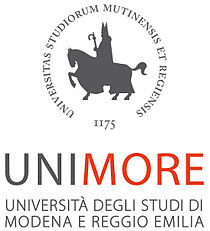 UNIVERSITAS STUDIORUM MUTINENSIS ET REGIENSIS
1175
UNIMORE
UNIVERSITÀ DEGLI STUDI DI
MODENA E REGGIO EMILIA